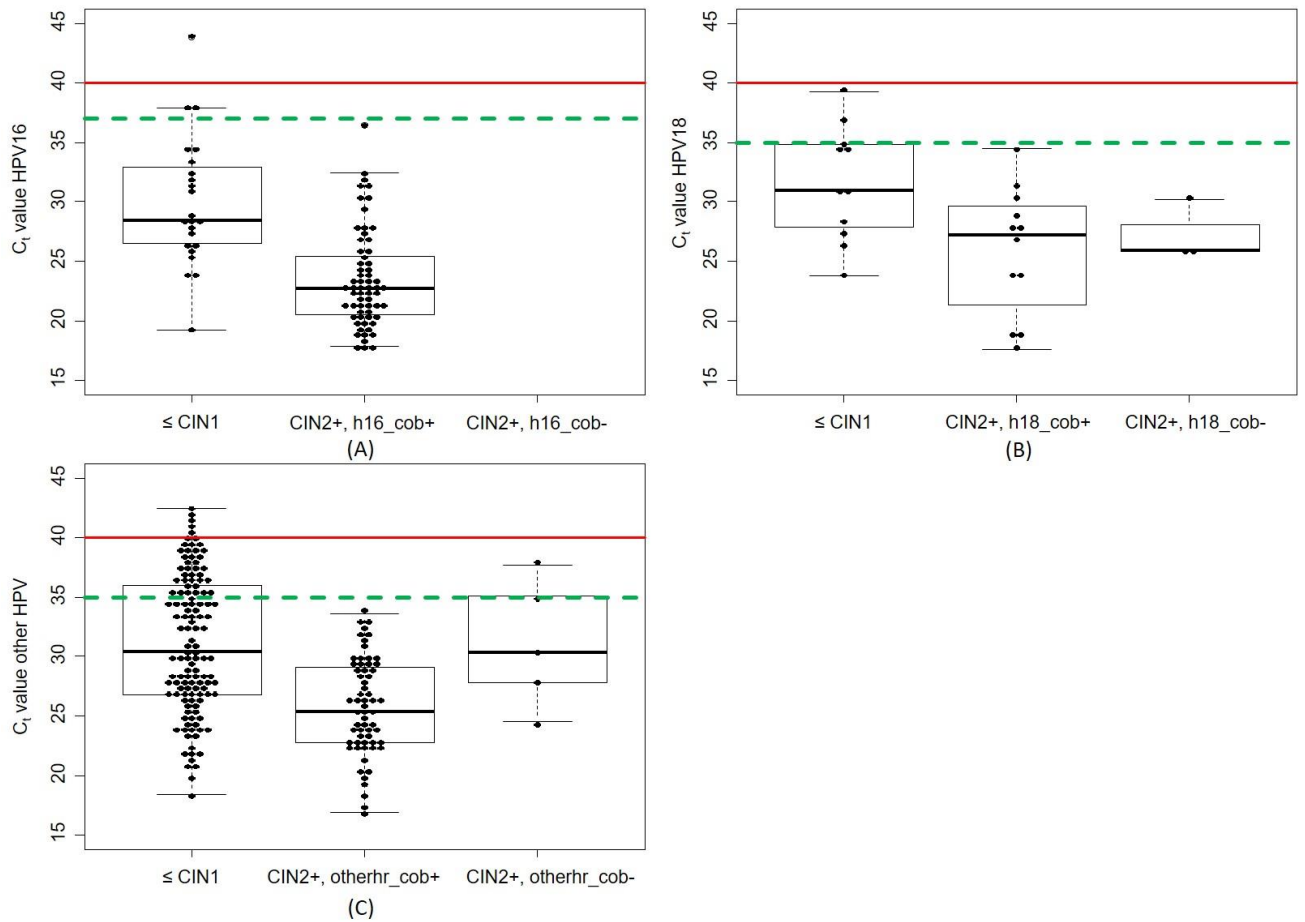 45
40
35
30
25
20
15
Ct value HPV16
≤ CIN1
CIN2+, h16_cob+
CIN2+, h16_cob-
(A)
45
40
35
30
25
20
15
Ct value HPV18
≤ CIN1
CIN2+, h18_cob+
CIN2+, h18_cob-
(B)
45
40
35
30
25
20
15
Ct value other HPV
≤ CIN1
CIN2+, otherhr_cob+
CIN2+, otherhr_cob-
(C)